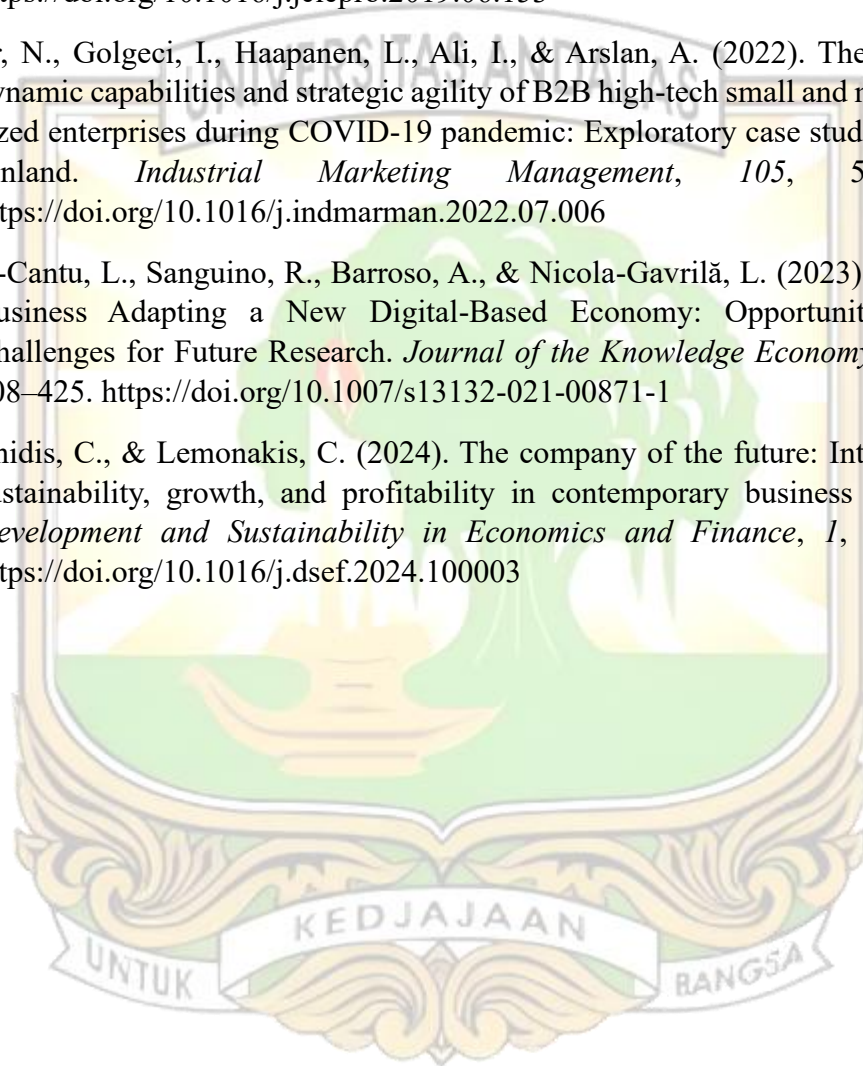 ttps://doi.org/10.1016/j.jclepro.2019.06.155
r, N., Golgeci, I., Haapanen, L., Ali, I., & Arslan, A. (2022). The
ynamic capabilities and strategic agility of B2B high-tech small and
zed enterprises during COVID-19 pandemic: Exploratory case stud
nland. Industrial Marketing Management, 105, 5
ttps://doi.org/10.1016/j.indmarman.2022.07.006
-Cantu, L., Sanguino, R., Barroso, A., & Nicola-Gavrilă, L. (2023)
usiness Adapting a New Digital-Based Economy: Opportunit
hallenges for Future Research. Journal of the Knowledge Economy
08–425. https://doi.org/10.1007/s13132-021-00871-1
nidis, C., & Lemonakis, C. (2024). The company of the future: Int
ustainability, growth, and profitability in contemporary business
evelopment and Sustainability in Economics and Finance, 1,
ttps://doi.org/10.1016/j.dsef.2024.100003
UNIVERSITAS ANDALAS
KEDJAJAAN
UNTUK
BANGSA